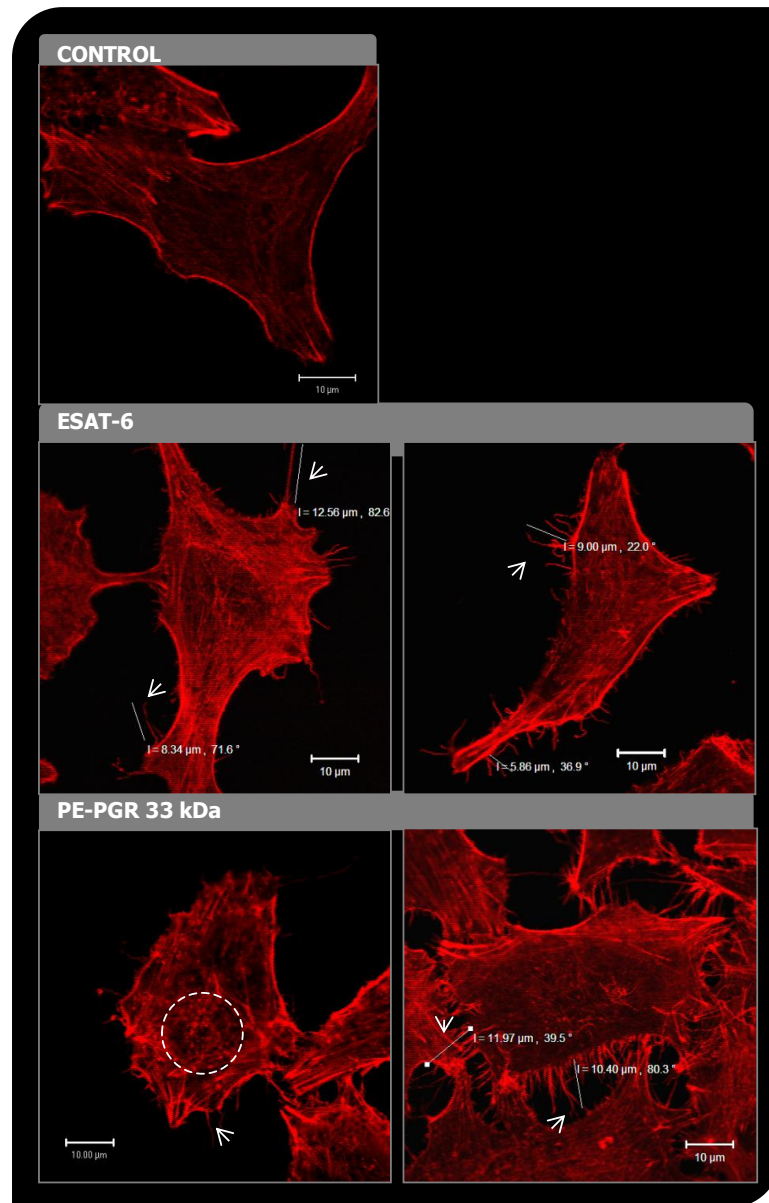 CONTROL
10 µm
ESAT-6
l = 12.56 µm , 82.6
l = 8.34 µm , 71.6 °
10 µm
l = 9.00 µm , 22.0 °
l = 5.86 µm , 36.9 °
10 µm
PE-PGR 33 kDa
10.00 µm
l = 11.97 µm , 39.5 °
l = 10.40 µm , 80.3 °
10 µm